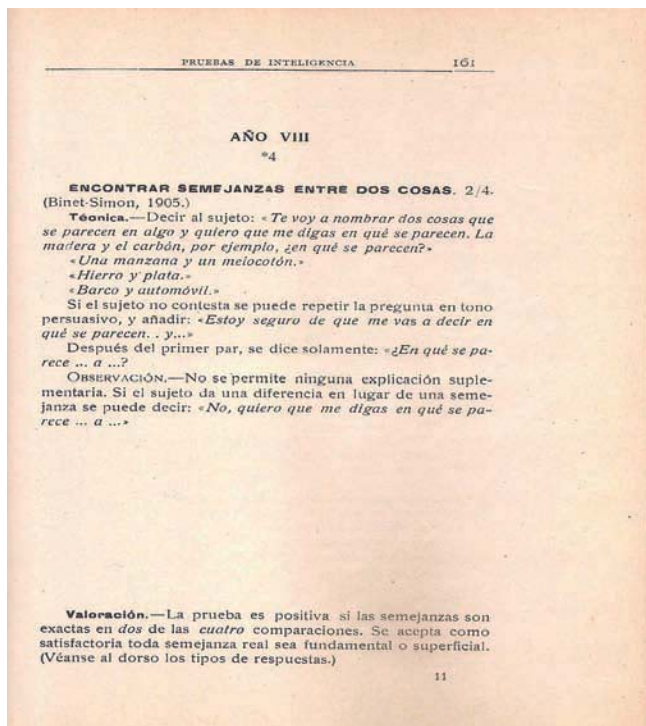 PRUEBAS DE INTELIGENCIA 161
AÑO VIII
*4
ENCONTRAR SEMEJANZAS ENTRE DOS COSAS. 2/4.
(Binet-Simon, 1905.)
Téonica.—Decir al sujeto: «Te voy a nombrar dos cosas que
se parecen en algo y quiero que me digas en qué se parecen. La
madera y el carbón, por ejemplo, ¿en qué se parecen?»
«Una manzana y un melocotón.»
«Hierro y plata.»
«Barco y automóvil.»
Si el sujeto no contesta se puede repetir la pregunta en tono
persuasivo, y añadir: «Estoy seguro de que me vas a decir en
qué se parecen. . y...»
Después del primer par, se dice solamente: «¿En qué se pa-
rece ... a ...?
OBSERVACIÓN.—No se permite ninguna explicación suple-
mentaria. Si el sujeto da una diferencia en lugar de una seme-
janza se puede decir: «No, quiero que me digas en qué se pa-
rece ... a ...»
Valoración.—La prueba es positiva si las semejanzas son
exactas en dos de las cuatro comparaciones. Se acepta como
satisfactoria toda semejanza real sea fundamental o superficial.
(Véanse al dorso los tipos de respuestas.)
11